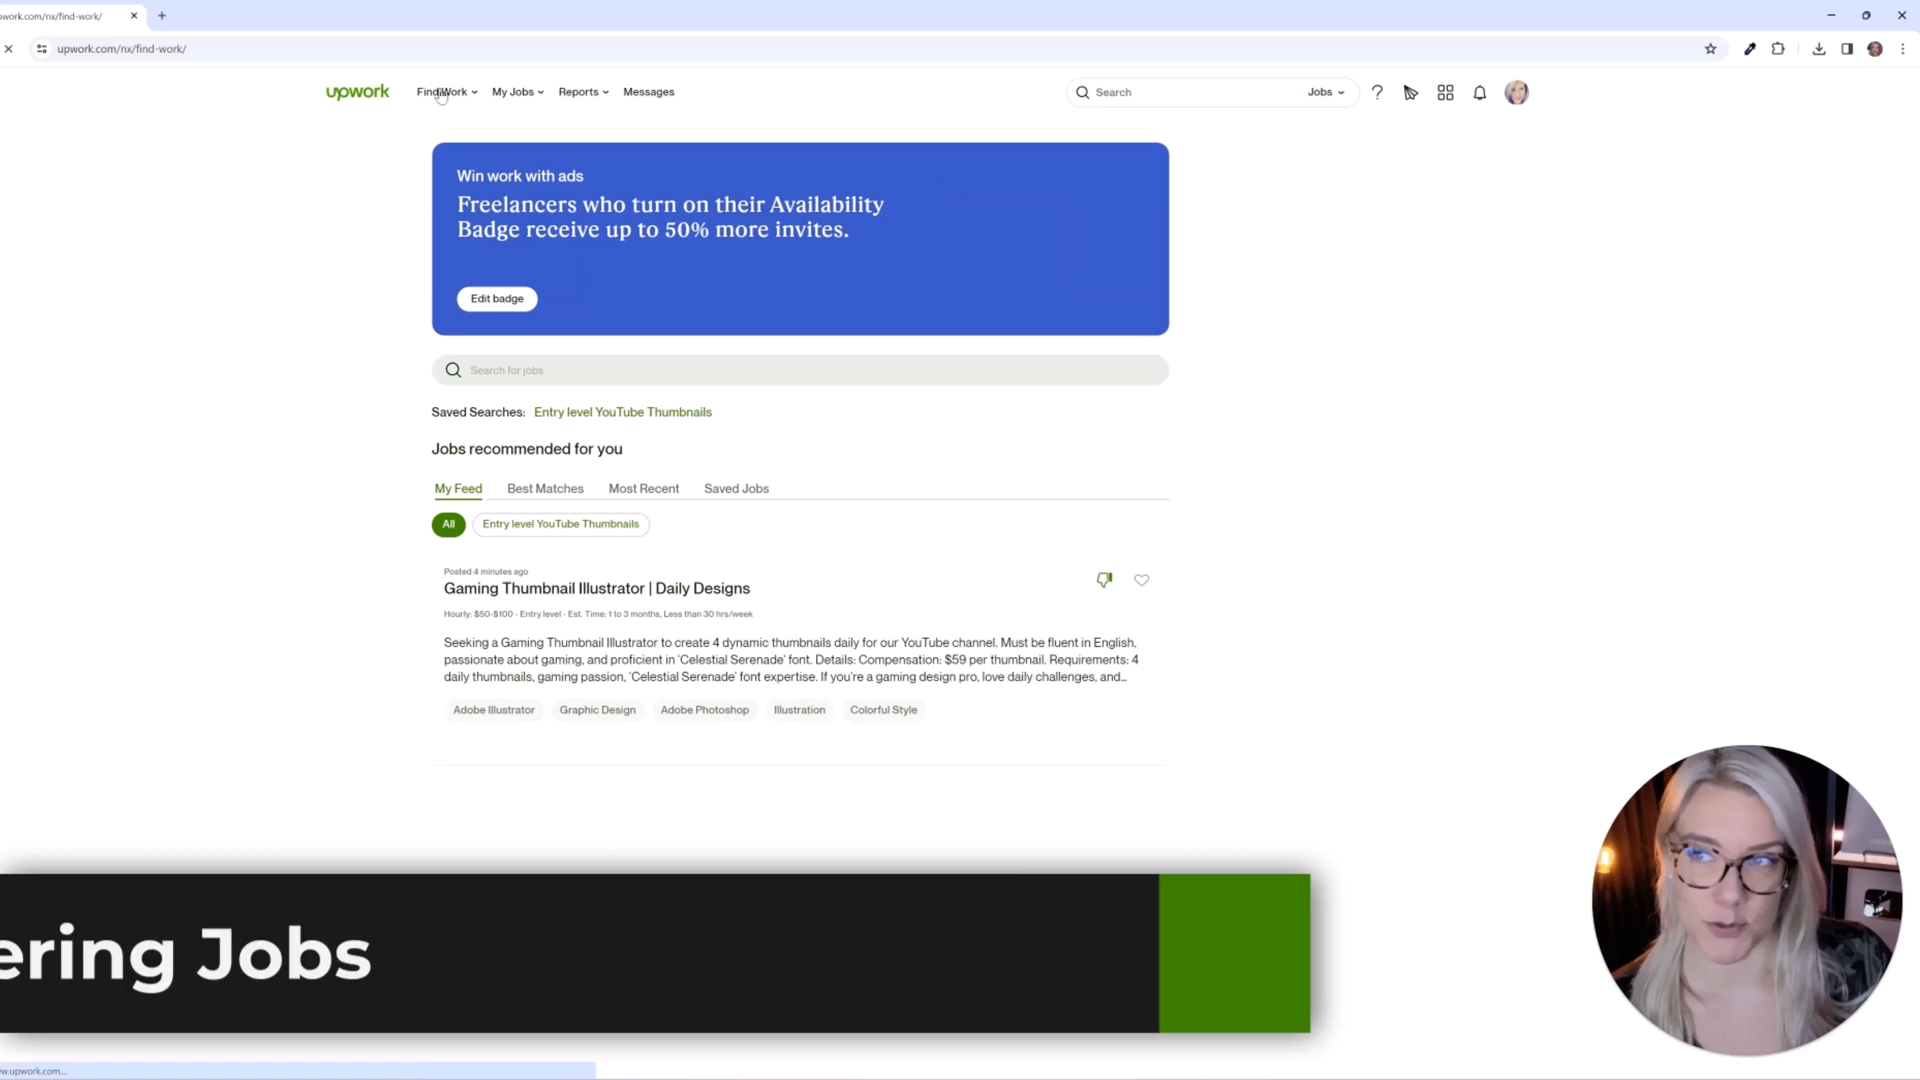 work.com/nx/find-work/
upwork.com/nx/find-work/
upwork
Find Work
My Jobs
Reports
Messages
Search
Jobs
Win work with ads
Freelancers who turn on their Availability
Badge receive up to 50% more invites.
Edit badge
Search for jobs
Saved Searches: Entry level YouTube Thumbnails
Jobs recommended for you
My Feed
Best Matches
Most Recent
Saved Jobs
All
Entry level YouTube Thumbnails
Posted 4 minutes ago
Gaming Thumbnail Illustrator | Daily Designs
Hourly: $50-$100 - Entry level - Est. Time: 1 to 3 months, Less than 30 hrs/week
Seeking a Gaming Thumbnail Illustrator to create 4 dynamic thumbnails daily for our YouTube channel. Must be fluent in English,
passionate about gaming, and proficient in 'Celestial Serenade' font. Details: Compensation: $59 per thumbnail. Requirements: 4
daily thumbnails, gaming passion, 'Celestial Serenade' font expertise. If you're a gaming design pro, love daily challenges, and…
Adobe Illustrator
Graphic Design
Adobe Photoshop
Illustration
Colorful Style
ering Jobs
w.upwork.com...